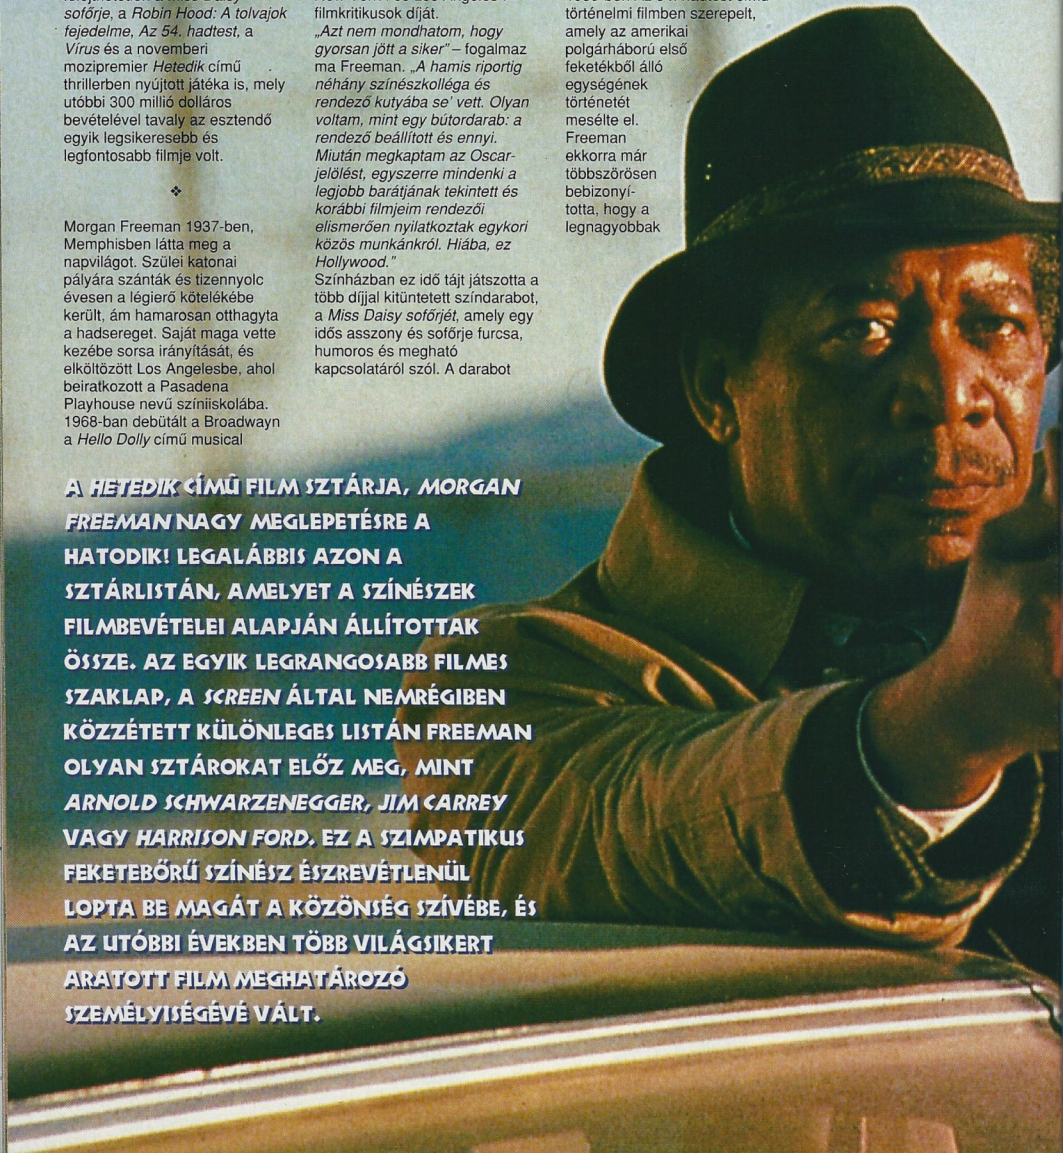 sofőrje, a Robin Hood: A tolvajok
fejedelme, Az 54. hadtest, a
Vírus és a novemberi
mozipremier Hetedik című
thrillerben nyújtott játéka is, mely
utóbbi 300 millió dolláros
bevételével tavaly az esztendő
egyik legsikeresebb és
legfontosabb filmje volt.
❖
Morgan Freeman 1937-ben,
Memphisben látta meg a
napvilágot. Szülei katonai
pályára szánták és tizennyolc
évesen a légierő kötelékébe
került, ám hamarosan otthagyta
a hadsereget. Saját maga vette
kezébe sorsa irányítását, és
elköltözött Los Angelesbe, ahol
beiratkozott a Pasadena
Playhouse nevű színiiskolába.
1968-ban debütált a Broadwayn
a Hello Dolly című musical
filmkritikusok díját.
„Azt nem mondhatom, hogy
gyorsan jött a siker" – fogalmaz
ma Freeman. „A hamis riportig
néhány színészkolléga és
rendező kutyába se' vett. Olyan
voltam, mint egy bútordarab: a
rendező beállított és ennyi.
Miután megkaptam az Oscar-
jelölést, egyszerre mindenki a
legjobb barátjának tekintett és
korábbi filmjeim rendezői
elismerően nyilatkoztak egykori
közös munkánkról. Hiába, ez
Hollywood."
Színházban ez idő tájt játszotta a
több díjjal kitüntetett színdarabot,
a Miss Daisy sofőrjét, amely egy
idős asszony és sofőrje furcsa,
humoros és megható
kapcsolatáról szól. A darabot
történelmi filmben szerepelt,
amely az amerikai
polgárháború első
feketékből álló
egységének
történetét
mesélte el.
Freeman
ekkorra már
többszörösen
bebizonyí-
totta, hogy a
legnagyobbak
A HETEDIK CÍMŰ FILM SZTÁRJA, MORGAN
FREEMAN NAGY MEGLEPETÉSRE A
HATODIK! LEGALÁBBIS AZON A
SZTÁRLISTÁN, AMELYET A SZÍNÉSZEK
FILMBEVÉTELEI ALAPJÁN ÁLLÍTOTTAK
ÖSSZE. AZ EGYIK LEGRANGOSABB FILMES
SZAKLAP, A SCREEN ÁLTAL NEMRÉGIBEN
KÖZZÉTETT KÜLÖNLEGES LISTÁN FREEMAN
OLYAN SZTÁROKAT ELŐZ MEG, MINT
ARNOLD SCHWARZENEGGER, JIM CARREY
VAGY HARRISON FORD. EZ A SZIMPATIKUS
FEKETEBŐRŰ SZÍNÉSZ ÉSZREVÉTLENÜL
LOPTA BE MAGÁT A KÖZÖNSÉG SZÍVÉBE, ÉS
AZ UTÓBBI ÉVEKBEN TÖBB VILÁGSIKERT
ARATOTT FILM MEGHATÁROZÓ
SZEMÉLYISÉGÉVÉ VÁLT.